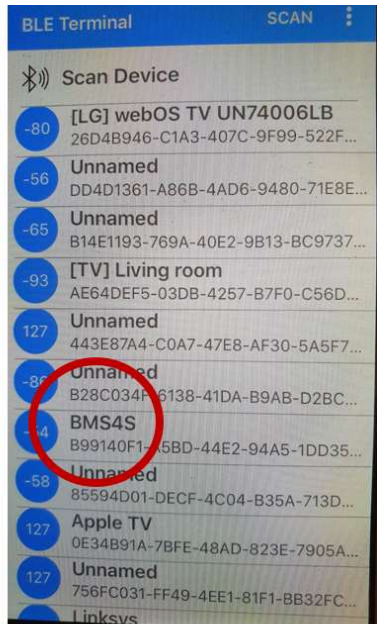 BLE Terminal SCAN
Scan Device
-80 [LG] webOS TV UN74006LB
26D4B946-C1A3-407C-9F99-522F...
-56 Unnamed
DD4D1361-A86B-4AD6-9480-71E8E...
-65 Unnamed
B14E1193-769A-40E2-9B13-BC9737...
-93 [TV] Living room
AE64DEF5-03DB-4257-B7F0-C56D...
127 Unnamed
443E87A4-C0A7-47E8-AF30-5A5F7...
Unnamed
6138-41DA-B9AB-D2BC...
BMS4S
44E2-94A5-1DD35...
-58 Unnamed
85594D01-DECF-4C04-B35A-713D...
127 Apple TV
0E34B91A-7BFE-48AD-823E-7905A...
127 Unnamed
756FC031-FF49-4EE1-81F1-BB32FC...
Linksys